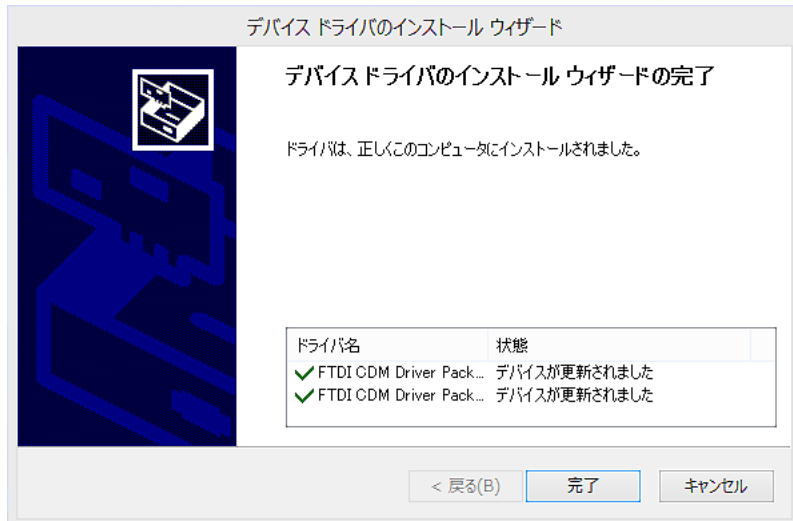 デバイス ドライバのインストール ウィザード
デバイス ドライバのインストール ウィザードの完了
ドライバは、正しくこのコンピュータにインストールされました。
ドライバ名 状態
FTDI CDM Driver Pack... デバイスが更新されました
FTDI CDM Driver Pack... デバイスが更新されました
< 戻る(B) 完了 キャンセル